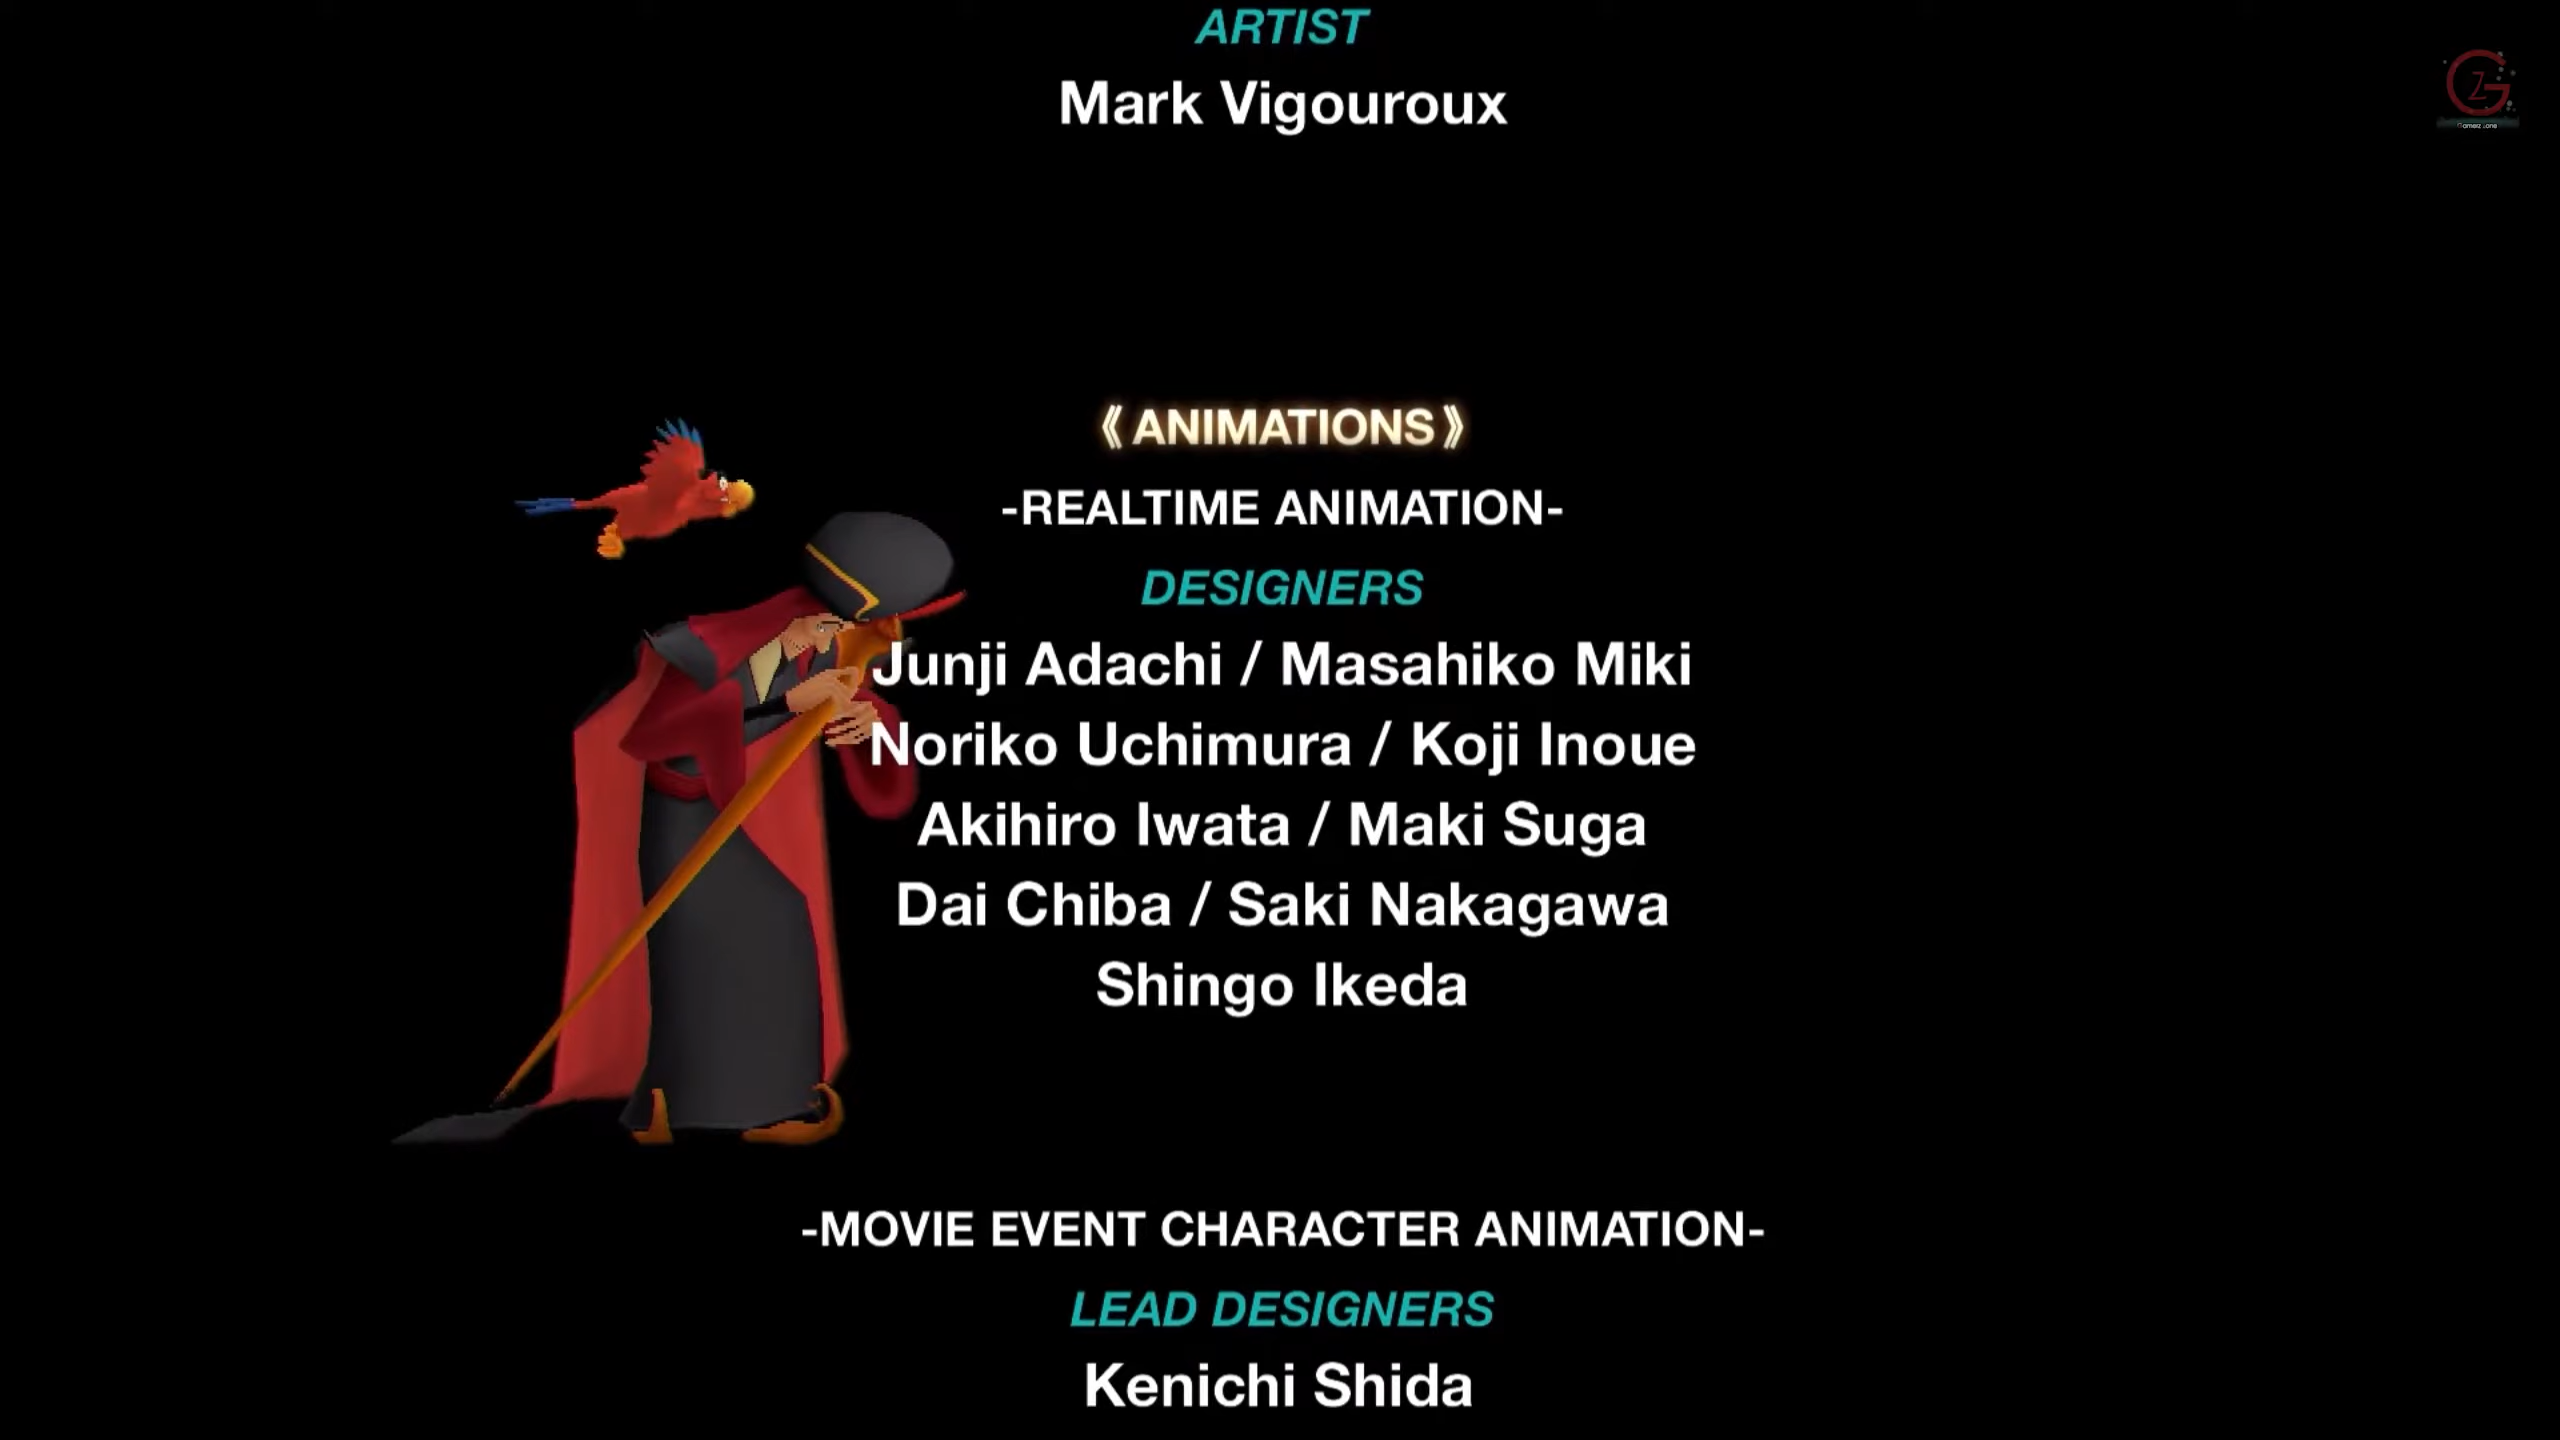 ARTIST
Mark Vigouroux
《ANIMATIONS》
-REALTIME ANIMATION-
DESIGNERS
Junji Adachi / Masahiko Miki
Noriko Uchimura / Koji Inoue
Akihiro Iwata / Maki Suga
Dai Chiba / Saki Nakagawa
Shingo Ikeda
-MOVIE EVENT CHARACTER ANIMATION-
LEAD DESIGNERS
Kenichi Shida